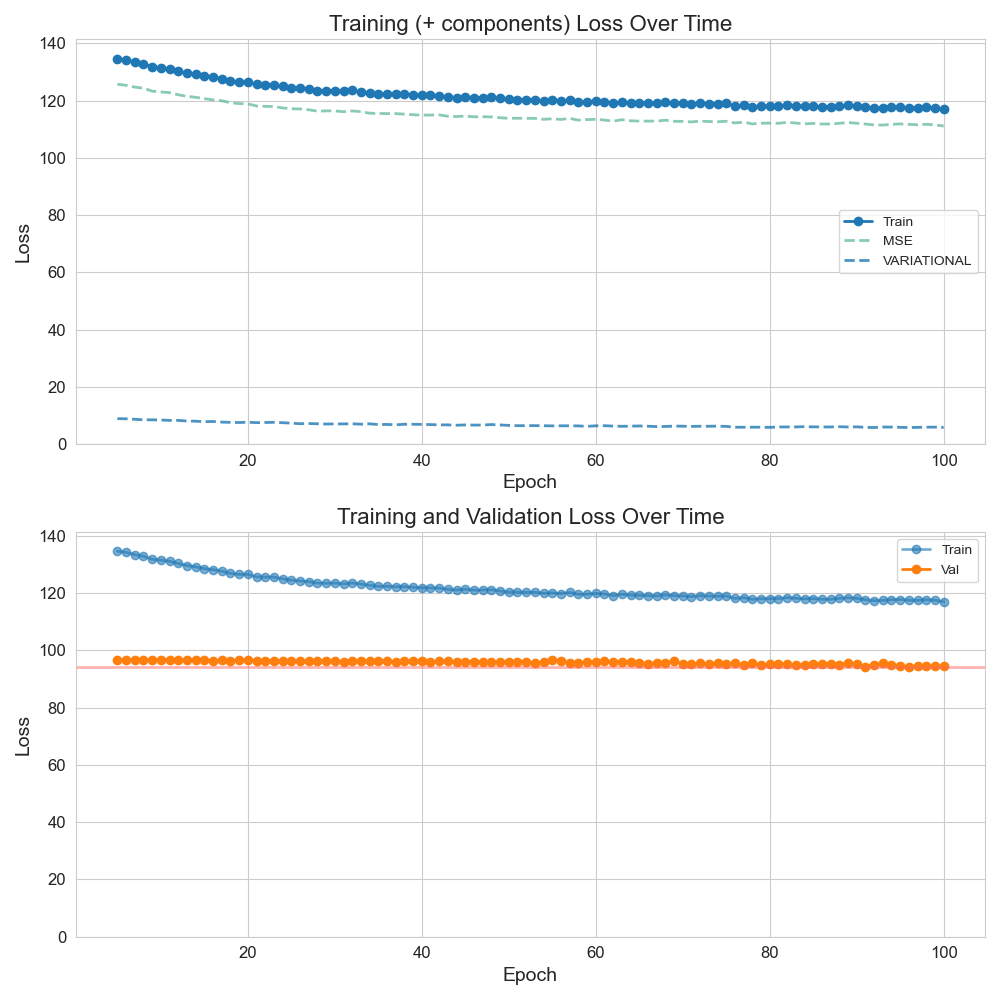 Training (+ components) Loss Over Time
140
120
100
80
60
40
20
0
Loss
Train
MSE
VARIATIONAL
20 40 60 80 100
Epoch
Training and Validation Loss Over Time
140
120
100
80
60
40
20
0
Loss
Train
Val
20 40 60 80 100
Epoch